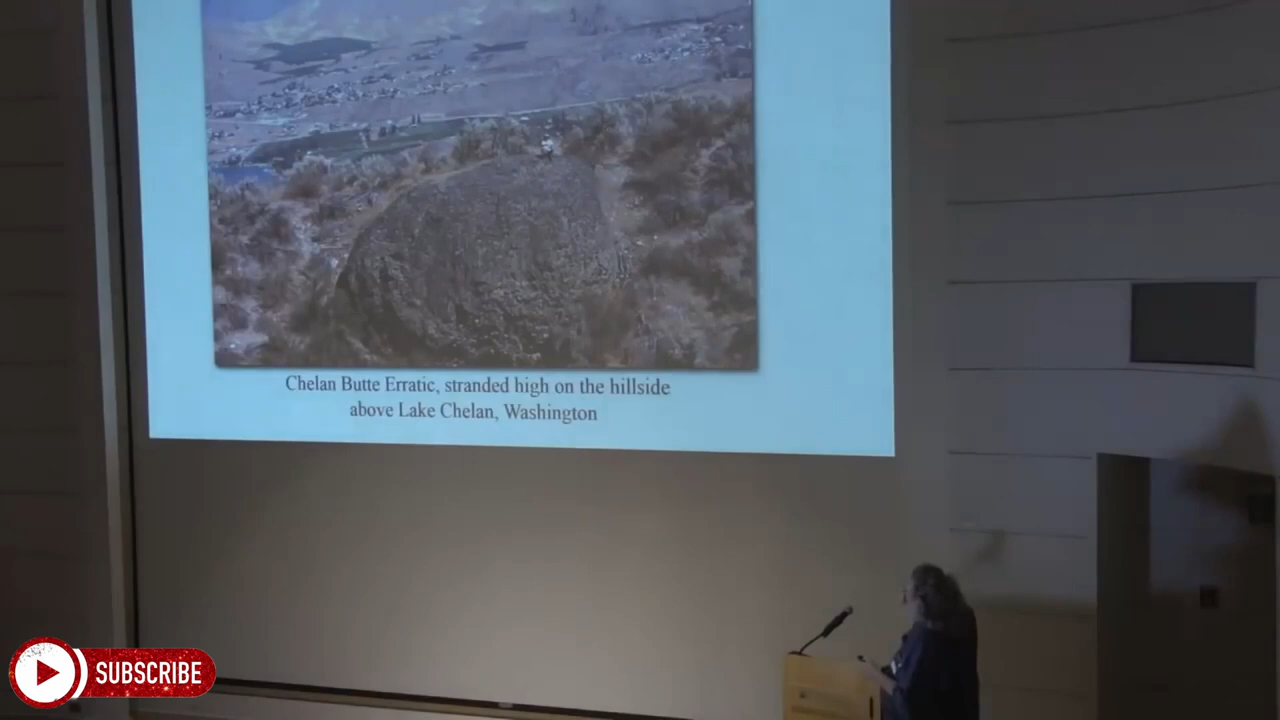 Chelan Butte Erratic, stranded high on the hillside
above Lake Chelan, Washington
SUBSCRIBE